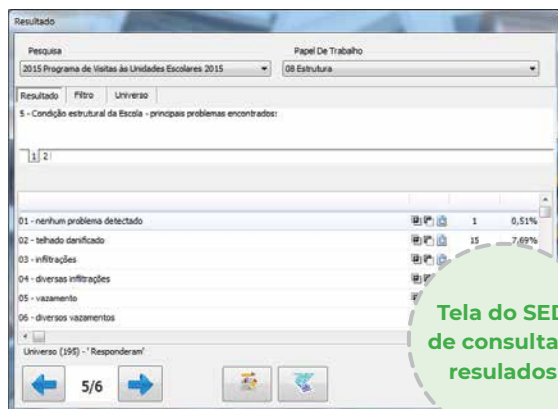 Resultado
Pesquisa Papel De Trabalho
2015 Programa de Visitas às Unidades Escolares 2015 08 Estrutura
Resultado Filtro Universo
5 - Condição estrutural da Escola - principais problemas encontrados:
1 2
01 - nenhum problema detectado 1 0,51%
02 - telhado danificado 15 7,69%
03 - infiltrações
04 - diversas infiltrações
05 - vazamento
06 - diversos vazamentos
Universo (195) - 'Responderam'
5/6
Tela do SED
de consulta
resulados